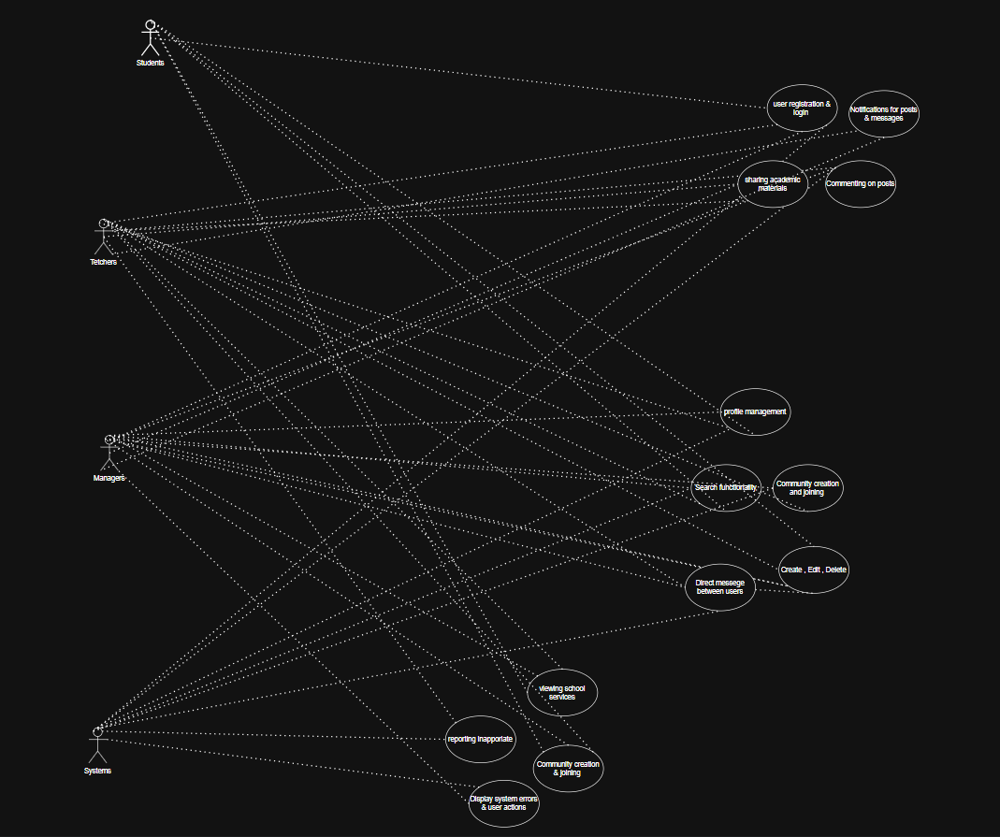 Students
user registration &
login
Notifications for posts
& messages
sharing academic
materials
Commenting on posts
Tetchers
profile management
Managers
Search functiortality
Community creation
and joining
Create , Edit , Delete
Direct messege
between users
viewing school
services
reporting inapporiate
Community creation
& joining
Systems
Display system errors
& user actions